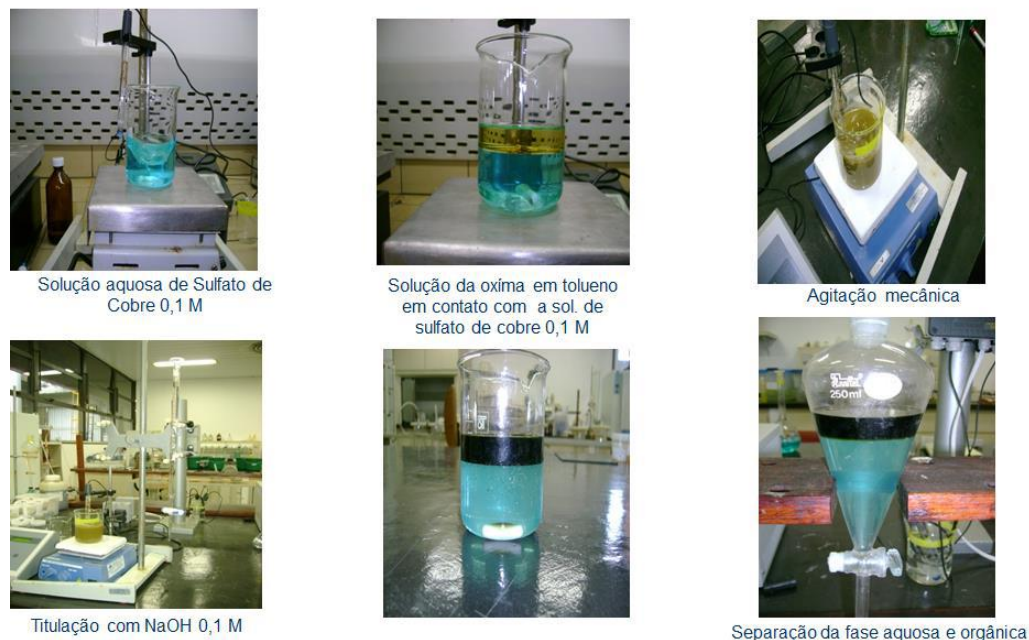 Solução aquosa de Sulfato de
Cobre 0,1 M
Solução da oxíma em tolueno
em contato com a sol. de
sulfato de cobre 0,1 M
Agitação mecânica
250ml
Titulação com NaOH 0,1 M
Separação da fase aquosa e orgânica